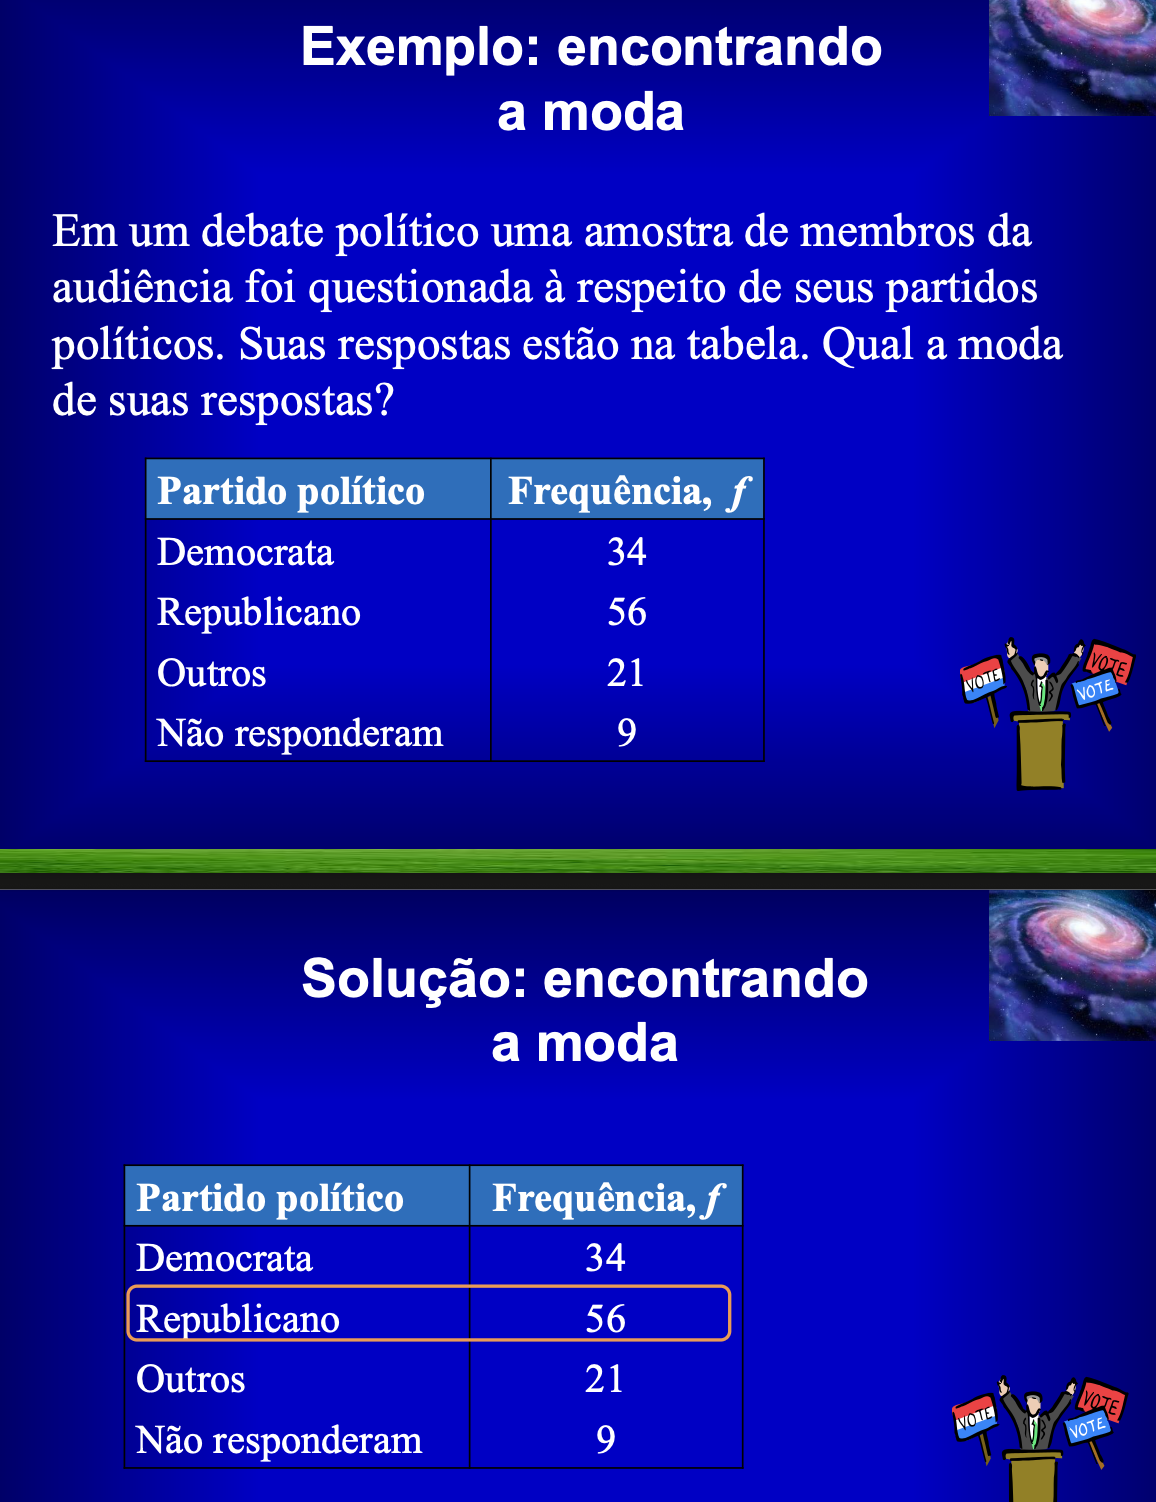 Exemplo: encontrando
a moda
Em um debate político uma amostra de membros da
audiência foi questionada à respeito de seus partidos
políticos. Suas respostas estão na tabela. Qual a moda
de suas respostas?
Partido político Frequência, f
Democrata 34
Republicano 56
Outros 21
Não responderam 9
VOTE VOTE
VOTE
Solução: encontrando
a moda
Partido político Frequência, f
Democrata 34
Republicano 56
Outros 21
Não responderam 9
VOTE VOTE
VOTE